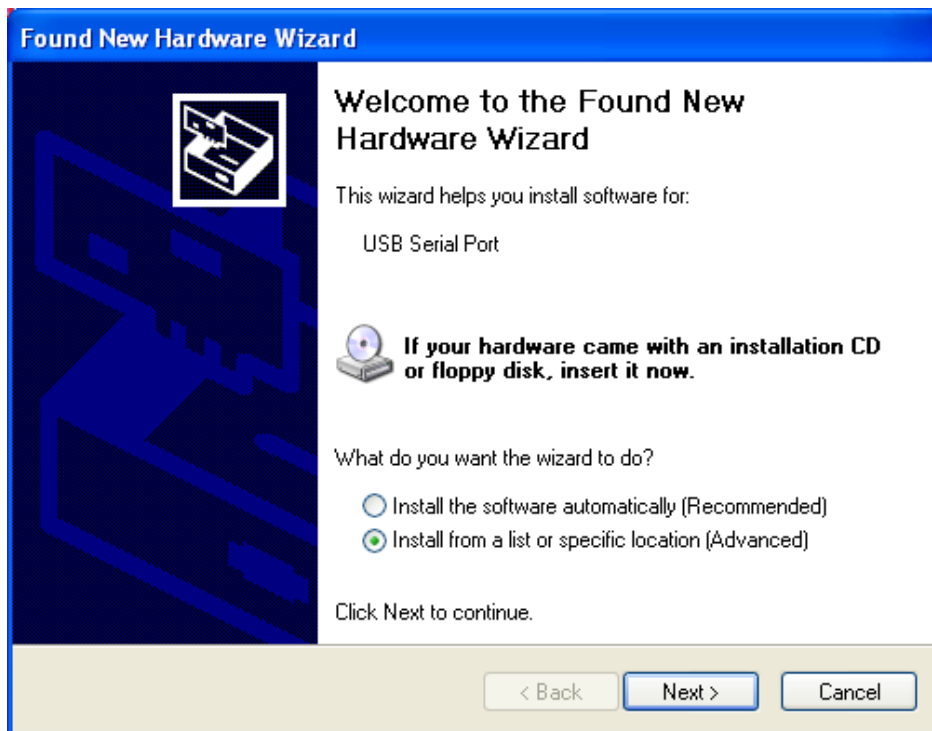 Found New Hardware Wizard
Welcome to the Found New
Hardware Wizard
This wizard helps you install software for:
USB Serial Port
If your hardware came with an installation CD
or floppy disk, insert it now.
What do you want the wizard to do?
Install the software automatically (Recommended)
Install from a list or specific location (Advanced)
Click Next to continue.
< Back
Next >
Cancel